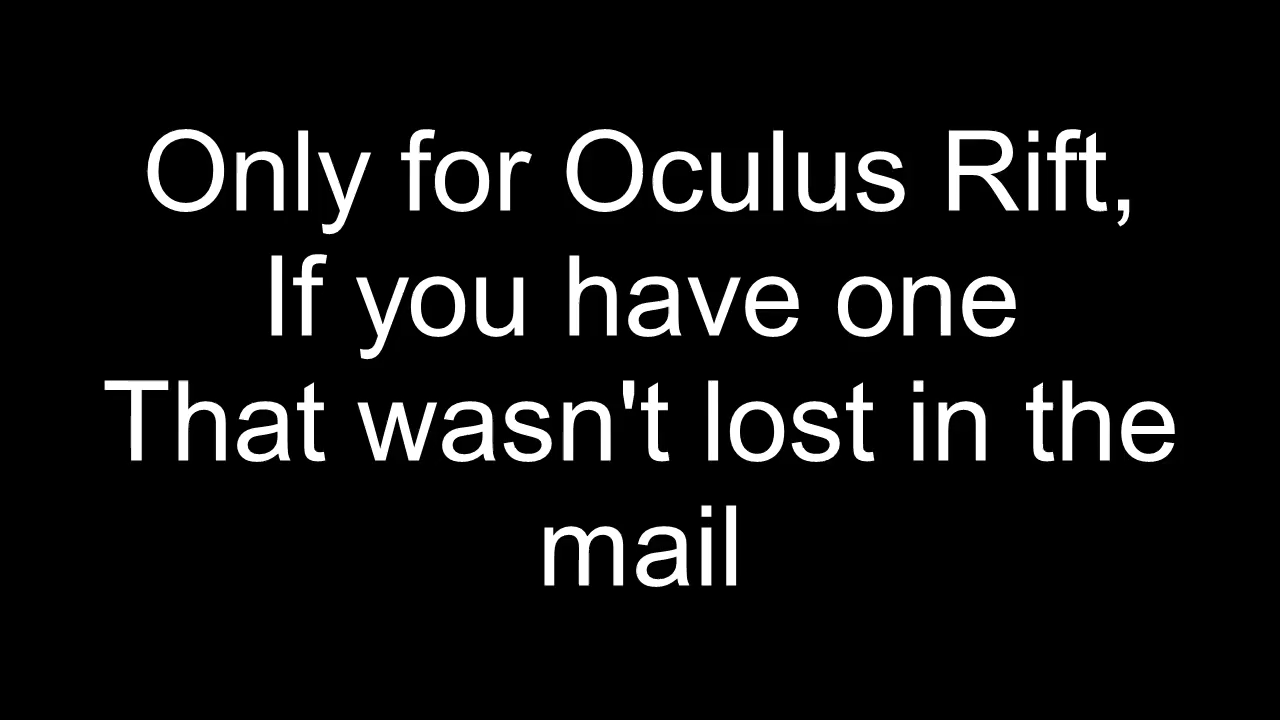 Only for Oculus Rift,
If you have one
That wasn't lost in the
mail